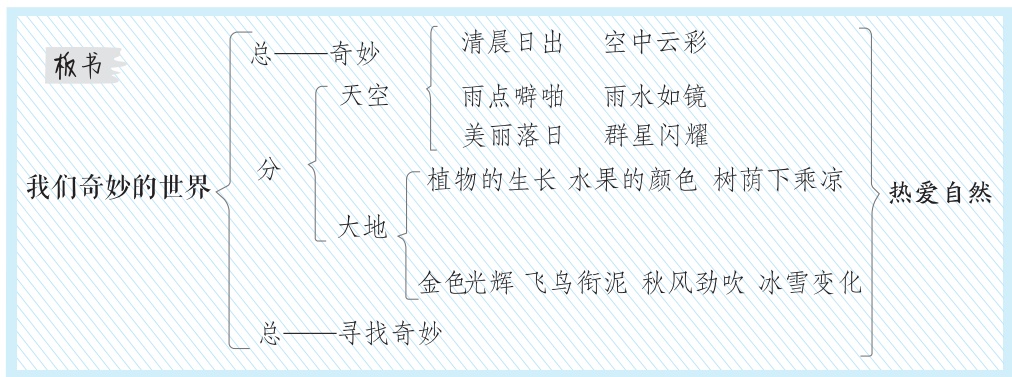 板书
总——奇妙
清晨日出 空中云彩
天空
雨点噼啪 雨水如镜
美丽落日 群星闪耀
分
我们奇妙的世界
植物的生长 水果的颜色 树荫下乘凉
热爱自然
大地
金色光辉 飞鸟衔泥 秋风劲吹 冰雪变化
总——寻找奇妙